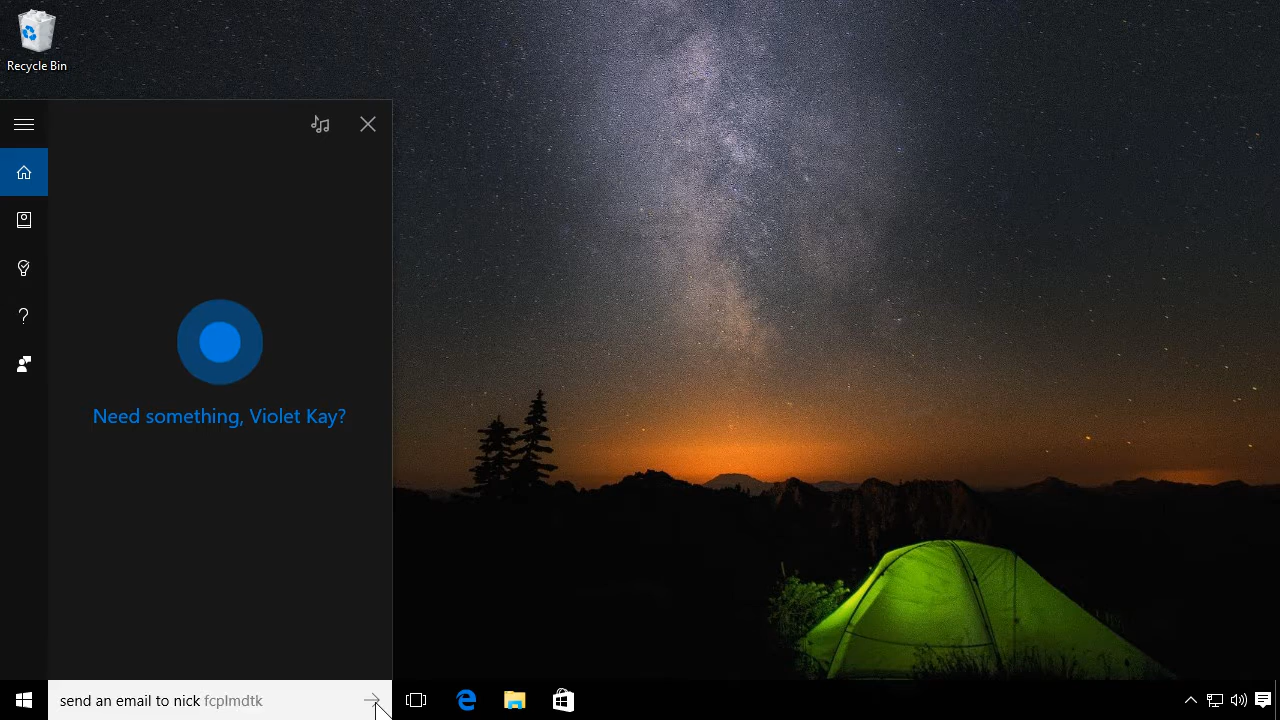 Recycle Bin
Need something, Violet Kay?
send an email to nick fcplmdtk